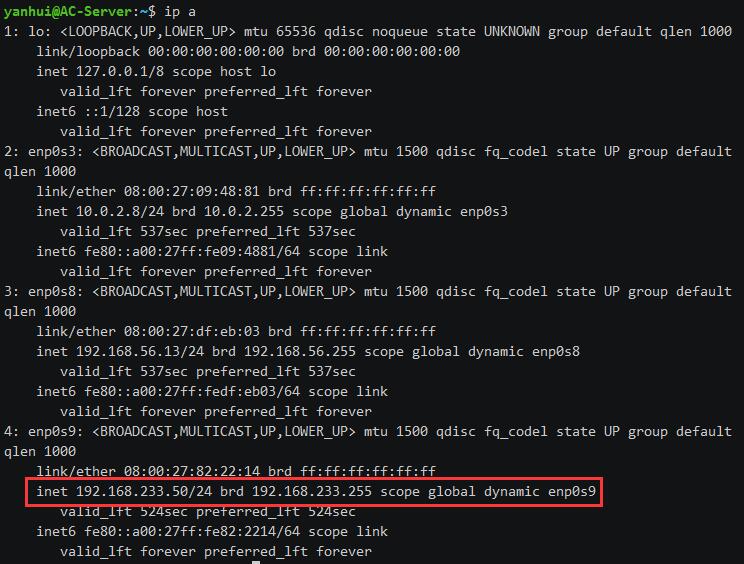 yanhui@AC-Server:~$ ip a
1: lo: <LOOPBACK,UP,LOWER_UP> mtu 65536 qdisc noqueue state UNKNOWN group default qlen 1000
link/loopback 00:00:00:00:00:00 brd 00:00:00:00:00:00
inet 127.0.0.1/8 scope host lo
valid_lft forever preferred_lft forever
inet6 ::1/128 scope host
valid_lft forever preferred_lft forever
2: enp0s3: <BROADCAST,MULTICAST,UP,LOWER_UP> mtu 1500 qdisc fq_codel state UP group default
qlen 1000
link/ether 08:00:27:09:48:81 brd ff:ff:ff:ff:ff:ff
inet 10.0.2.8/24 brd 10.0.2.255 scope global dynamic enp0s3
valid_lft 537sec preferred_lft 537sec
inet6 fe80::a00:27ff:fe09:4881/64 scope link
valid_lft forever preferred_lft forever
3: enp0s8: <BROADCAST,MULTICAST,UP,LOWER_UP> mtu 1500 qdisc fq_codel state UP group default
qlen 1000
link/ether 08:00:27:df:eb:03 brd ff:ff:ff:ff:ff:ff
inet 192.168.56.13/24 brd 192.168.56.255 scope global dynamic enp0s8
valid_lft 537sec preferred_lft 537sec
inet6 fe80::a00:27ff:fedf:eb03/64 scope link
valid_lft forever preferred_lft forever
4: enp0s9: <BROADCAST,MULTICAST,UP,LOWER_UP> mtu 1500 qdisc fq_codel state UP group default
qlen 1000
link/ether 08:00:27:82:22:14 brd ff:ff:ff:ff:ff:ff
inet 192.168.233.50/24 brd 192.168.233.255 scope global dynamic enp0s9
valid_lft 524sec preferred_lft 524sec
inet6 fe80::a00:27ff:fe82:2214/64 scope link
valid_lft forever preferred_lft forever